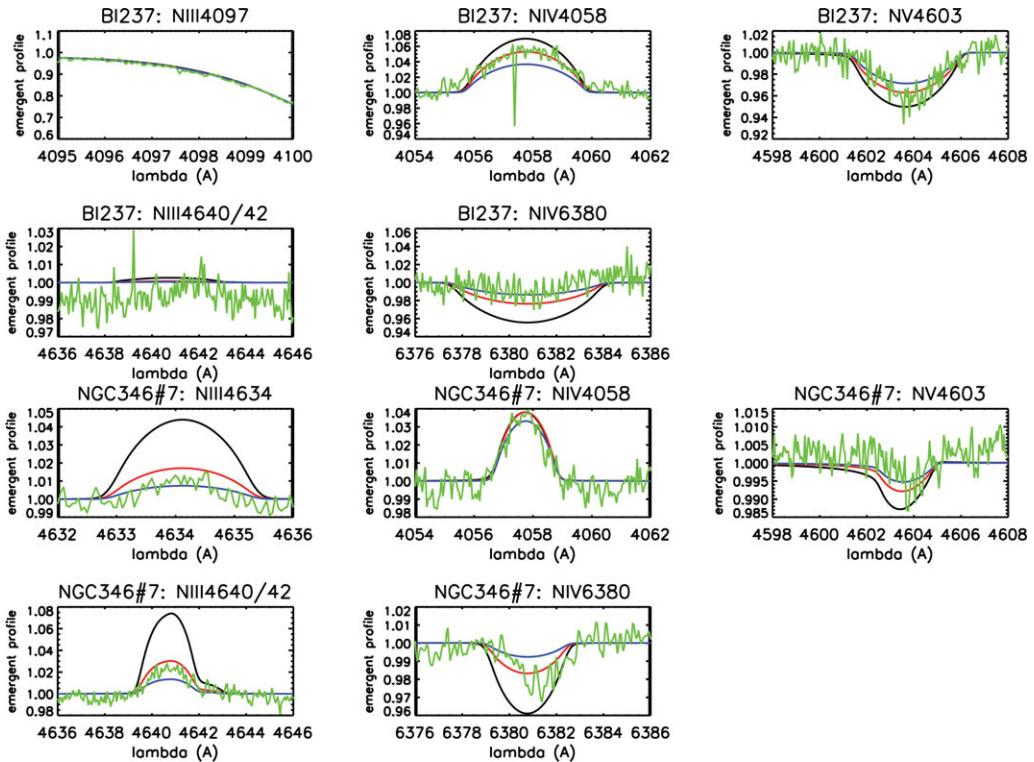 BI237: NIII4097
BI237: NIV4058
BI237: NV4603
emergent profile
1.1
1.0
0.9
0.8
0.7
0.6
4095 4096 4097 4098 4099 4100
lambda (A)
emergent profile
1.08
1.06
1.04
1.02
1.00
0.98
0.96
0.94
4054 4056 4058 4060 4062
lambda (A)
emergent profile
1.02
1.00
0.98
0.96
0.94
0.92
4598 4600 4602 4604 4606 4608
lambda (A)
BI237: NIII4640/42
BI237: NIV6380
emergent profile
1.03
1.02
1.01
1.00
0.99
0.98
0.97
4636 4638 4640 4642 4644 4646
lambda (A)
emergent profile
1.06
1.04
1.02
1.00
0.98
0.96
0.94
6376 6378 6380 6382 6384 6386
lambda (A)
NGC346#7: NIII4634
NGC346#7: NIV4058
NGC346#7: NV4603
emergent profile
1.05
1.04
1.03
1.02
1.01
1.00
0.99
4632 4633 4634 4635 4636
lambda (A)
emergent profile
1.04
1.03
1.02
1.01
1.00
0.99
0.98
4054 4056 4058 4060 4062
lambda (A)
emergent profile
1.015
1.010
1.005
1.000
0.995
0.990
0.985
4598 4600 4602 4604 4606 4608
lambda (A)
NGC346#7: NIII4640/42
NGC346#7: NIV6380
emergent profile
1.08
1.06
1.04
1.02
1.00
0.98
4636 4638 4640 4642 4644 4646
lambda (A)
emergent profile
1.02
1.01
1.00
0.99
0.98
0.97
0.96
6376 6378 6380 6382 6384 6386
lambda (A)